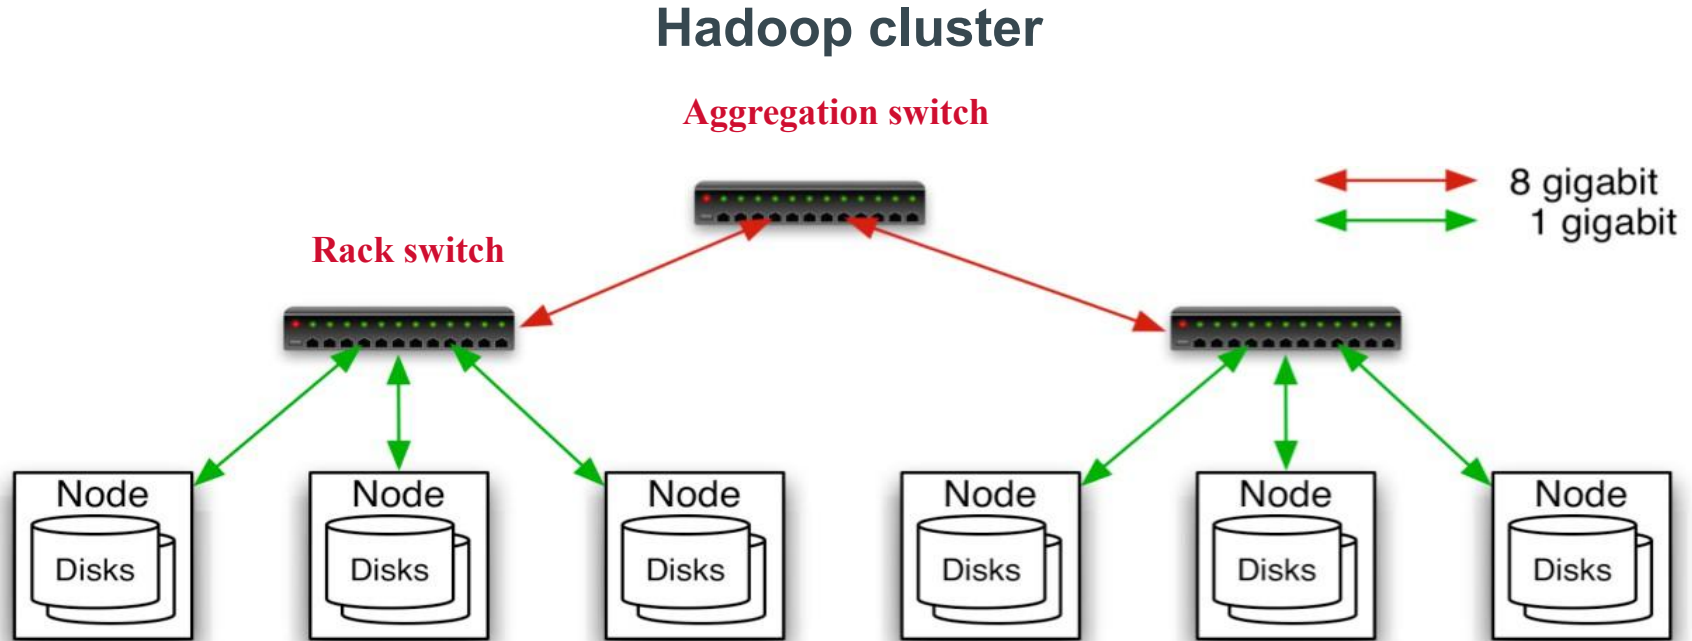 Hadoop cluster
Aggregation switch
8 gigabit
1 gigabit
Rack switch
Node Node Node Node Node Node
Disks Disks Disks Disks Disks Disks